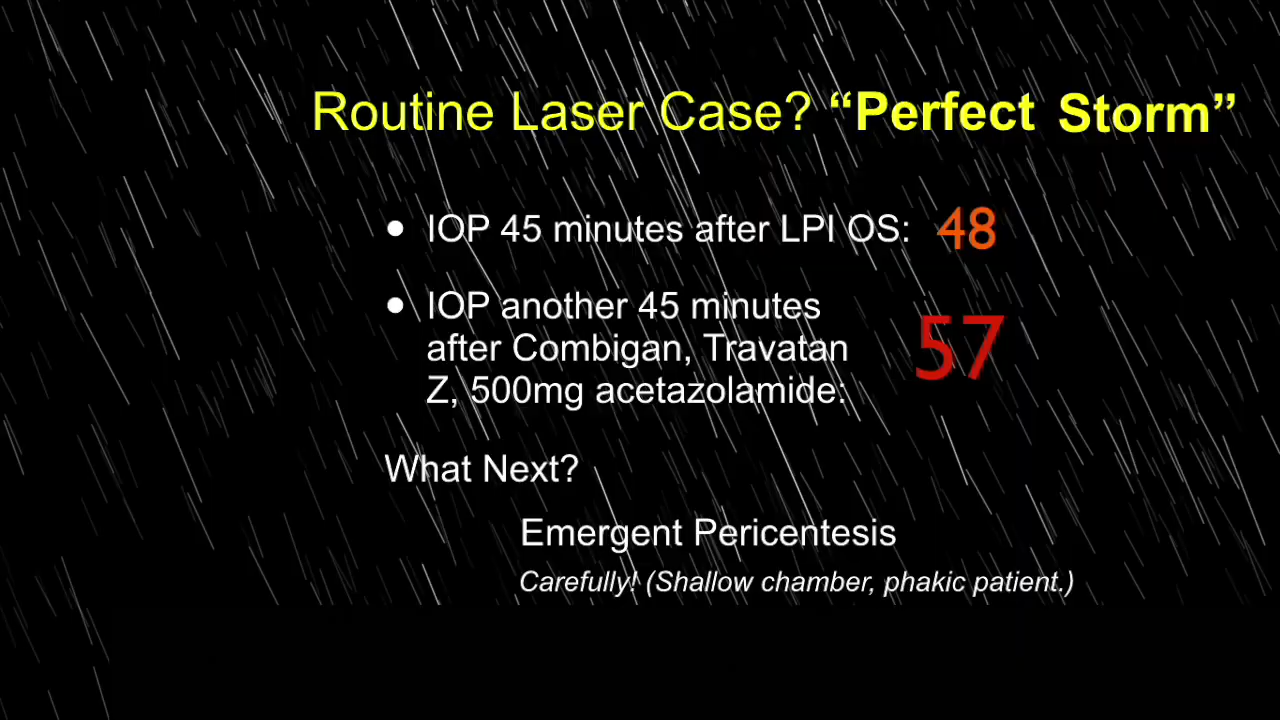 Routine Laser Case? “Perfect Storm”
● IOP 45 minutes after LPI OS: 48
● IOP another 45 minutes
after Combigan, Travatan
Z, 500mg acetazolamide: 57
What Next?
Emergent Pericentesis
Carefully! (Shallow chamber, phakic patient.)